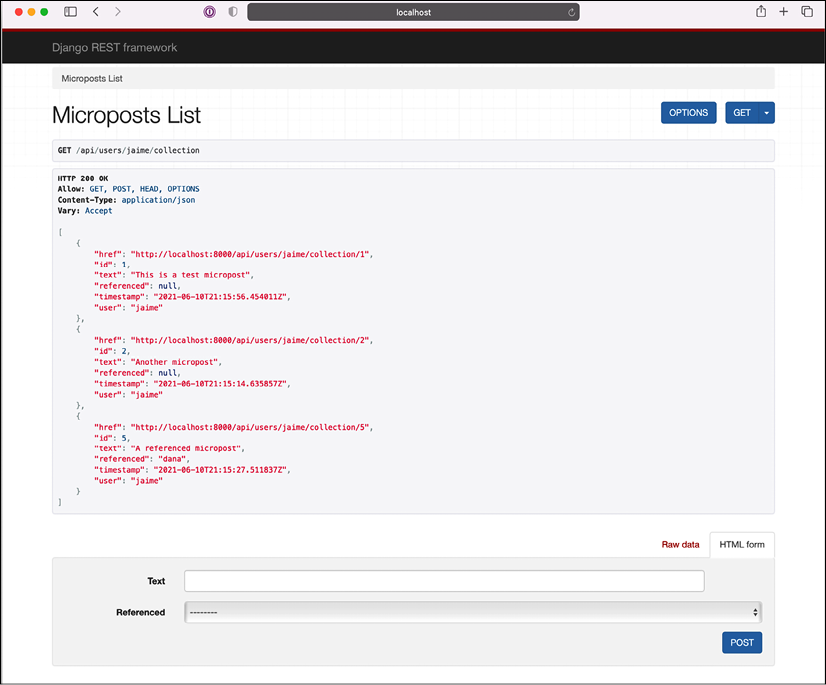 localhost
Django REST framework
Microposts List
Microposts List
OPTIONS
GET
GET /api/users/jaime/collection
HTTP 200 OK
Allow: GET, POST, HEAD, OPTIONS
Content-Type: application/json
Vary: Accept
[
{
"href": "http://localhost:8000/api/users/jaime/collection/1",
"id": 1,
"text": "This is a test micropost",
"referenced": null,
"timestamp": "2021-06-10T21:15:56.454011Z",
"user": "jaime"
},
{
"href": "http://localhost:8000/api/users/jaime/collection/2",
"id": 2,
"text": "Another micropost",
"referenced": null,
"timestamp": "2021-06-10T21:15:14.635857Z",
"user": "jaime"
},
{
"href": "http://localhost:8000/api/users/jaime/collection/5",
"id": 5,
"text": "A referenced micropost",
"referenced": "dana",
"timestamp": "2021-06-10T21:15:27.511837Z",
"user": "jaime"
}
]
Raw data
HTML form
Text
Referenced
--------
POST